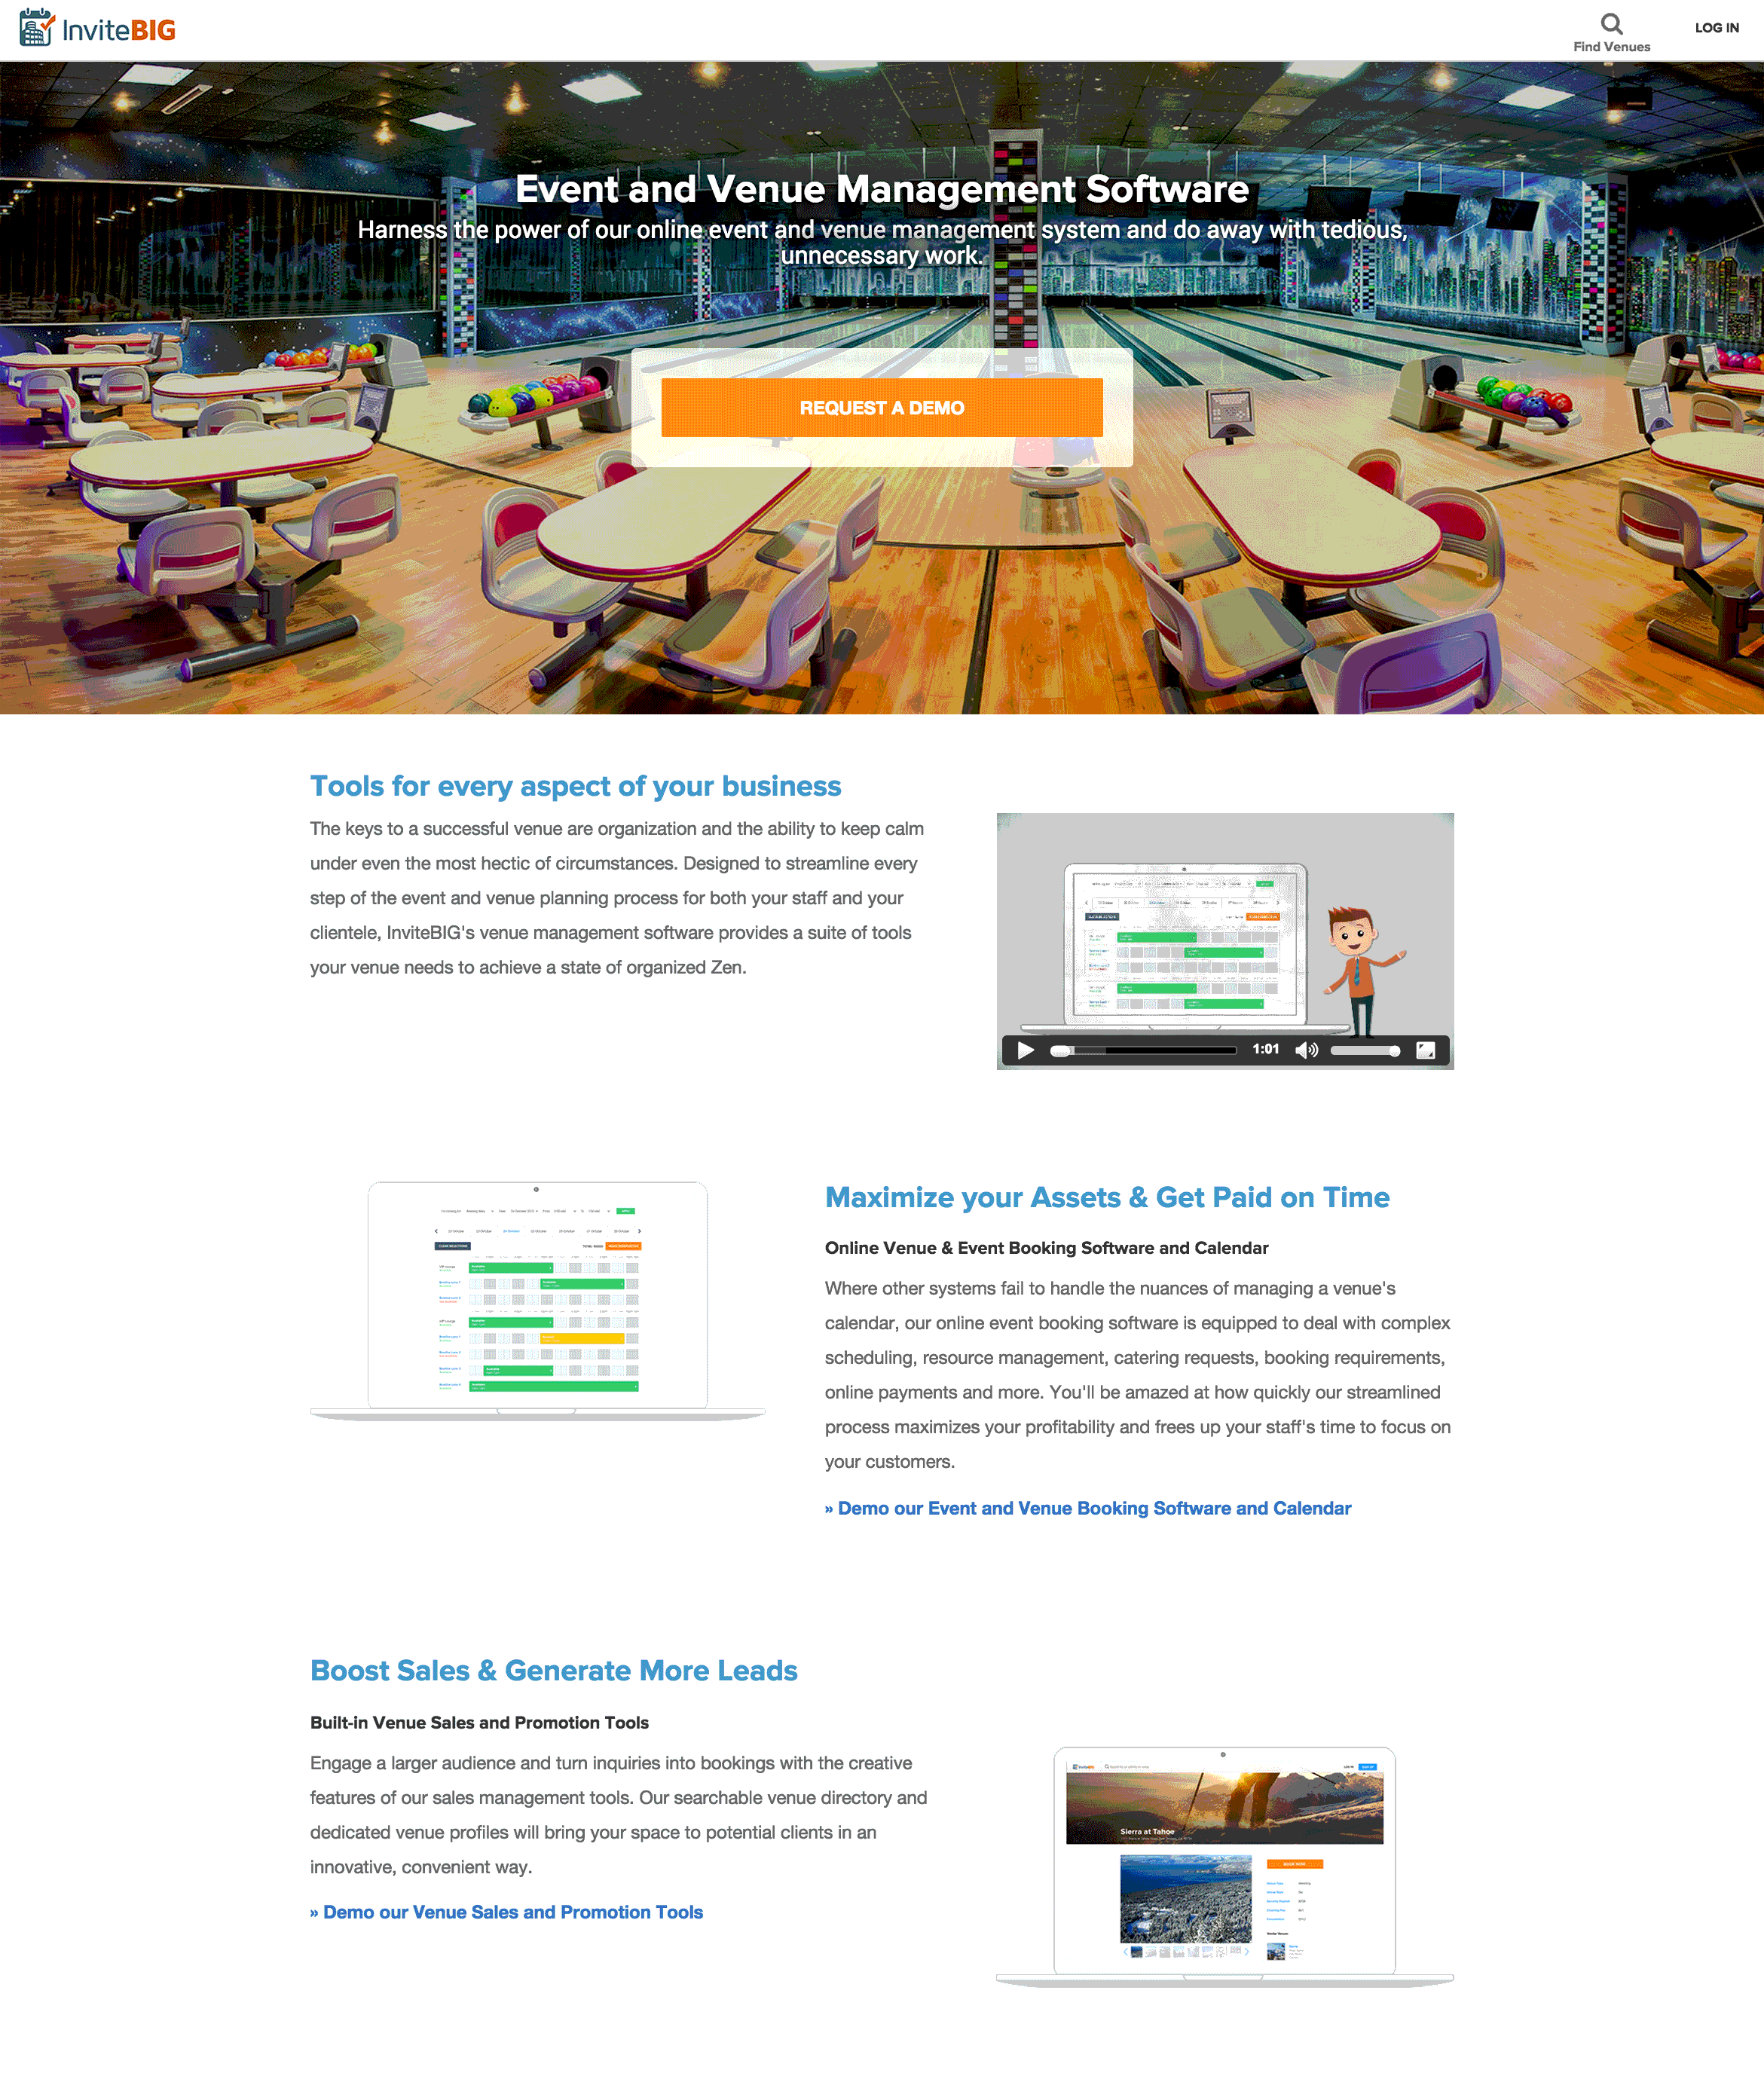 InviteBIG
Find Venues
LOG IN
Event and Venue Management Software
Harness the power of our online event and venue management system and do away with tedious,
unnecessary work.
REQUEST A DEMO
Tools for every aspect of your business
The keys to a successful venue are organization and the ability to keep calm
under even the most hectic of circumstances. Designed to streamline every
step of the event and venue planning process for both your staff and your
clientele, InviteBIG's venue management software provides a suite of tools
your venue needs to achieve a state of organized Zen.
1:01
Maximize your Assets & Get Paid on Time
Online Venue & Event Booking Software and Calendar
Where other systems fail to handle the nuances of managing a venue's
calendar, our online event booking software is equipped to deal with complex
scheduling, resource management, catering requests, booking requirements,
online payments and more. You'll be amazed at how quickly our streamlined
process maximizes your profitability and frees up your staff's time to focus on
your customers.
» Demo our Event and Venue Booking Software and Calendar
Boost Sales & Generate More Leads
Built-in Venue Sales and Promotion Tools
Engage a larger audience and turn inquiries into bookings with the creative
features of our sales management tools. Our searchable venue directory and
dedicated venue profiles will bring your space to potential clients in an
innovative, convenient way.
» Demo our Venue Sales and Promotion Tools
InviteBIG
Sierra at Tahoe
BOOK NOW